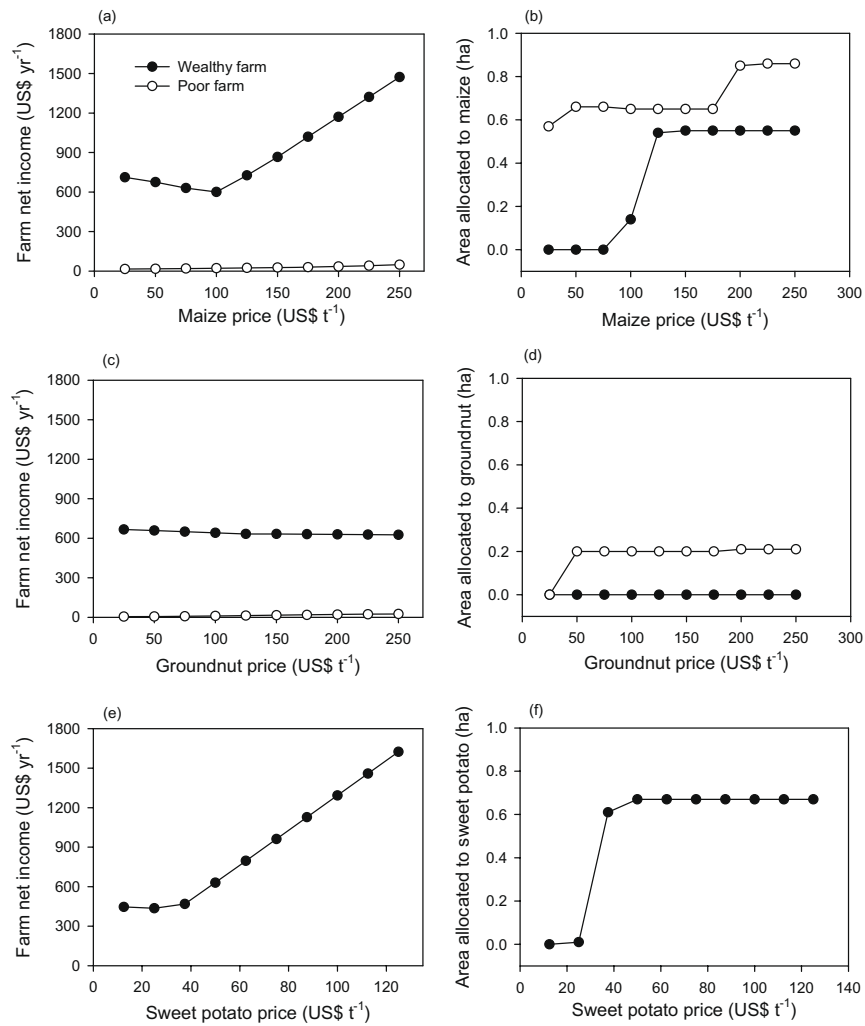 (a)
Farm net income (US$ yr⁻¹)
1800
1500
1200
900
600
300
0
Wealthy farm
Poor farm
0 50 100 150 200 250
Maize price (US$ t⁻¹)
(b)
Area allocated to maize (ha)
1.0
0.8
0.6
0.4
0.2
0.0
0 50 100 150 200 250 300
Maize price (US$ t⁻¹)
(c)
Farm net income (US$ yr⁻¹)
1800
1500
1200
900
600
300
0
0 50 100 150 200 250
Groundnut price (US$ t⁻¹)
(d)
Area allocated to groundnut (ha)
1.0
0.8
0.6
0.4
0.2
0.0
0 50 100 150 200 250 300
Groundnut price (US$ t⁻¹)
(e)
Farm net income (US$ yr⁻¹)
1800
1500
1200
900
600
300
0
0 20 40 60 80 100 120
Sweet potato price (US$ t⁻¹)
(f)
Area allocated to sweet potato (ha)
1.0
0.8
0.6
0.4
0.2
0.0
0 20 40 60 80 100 120 140
Sweet potato price (US$ t⁻¹)